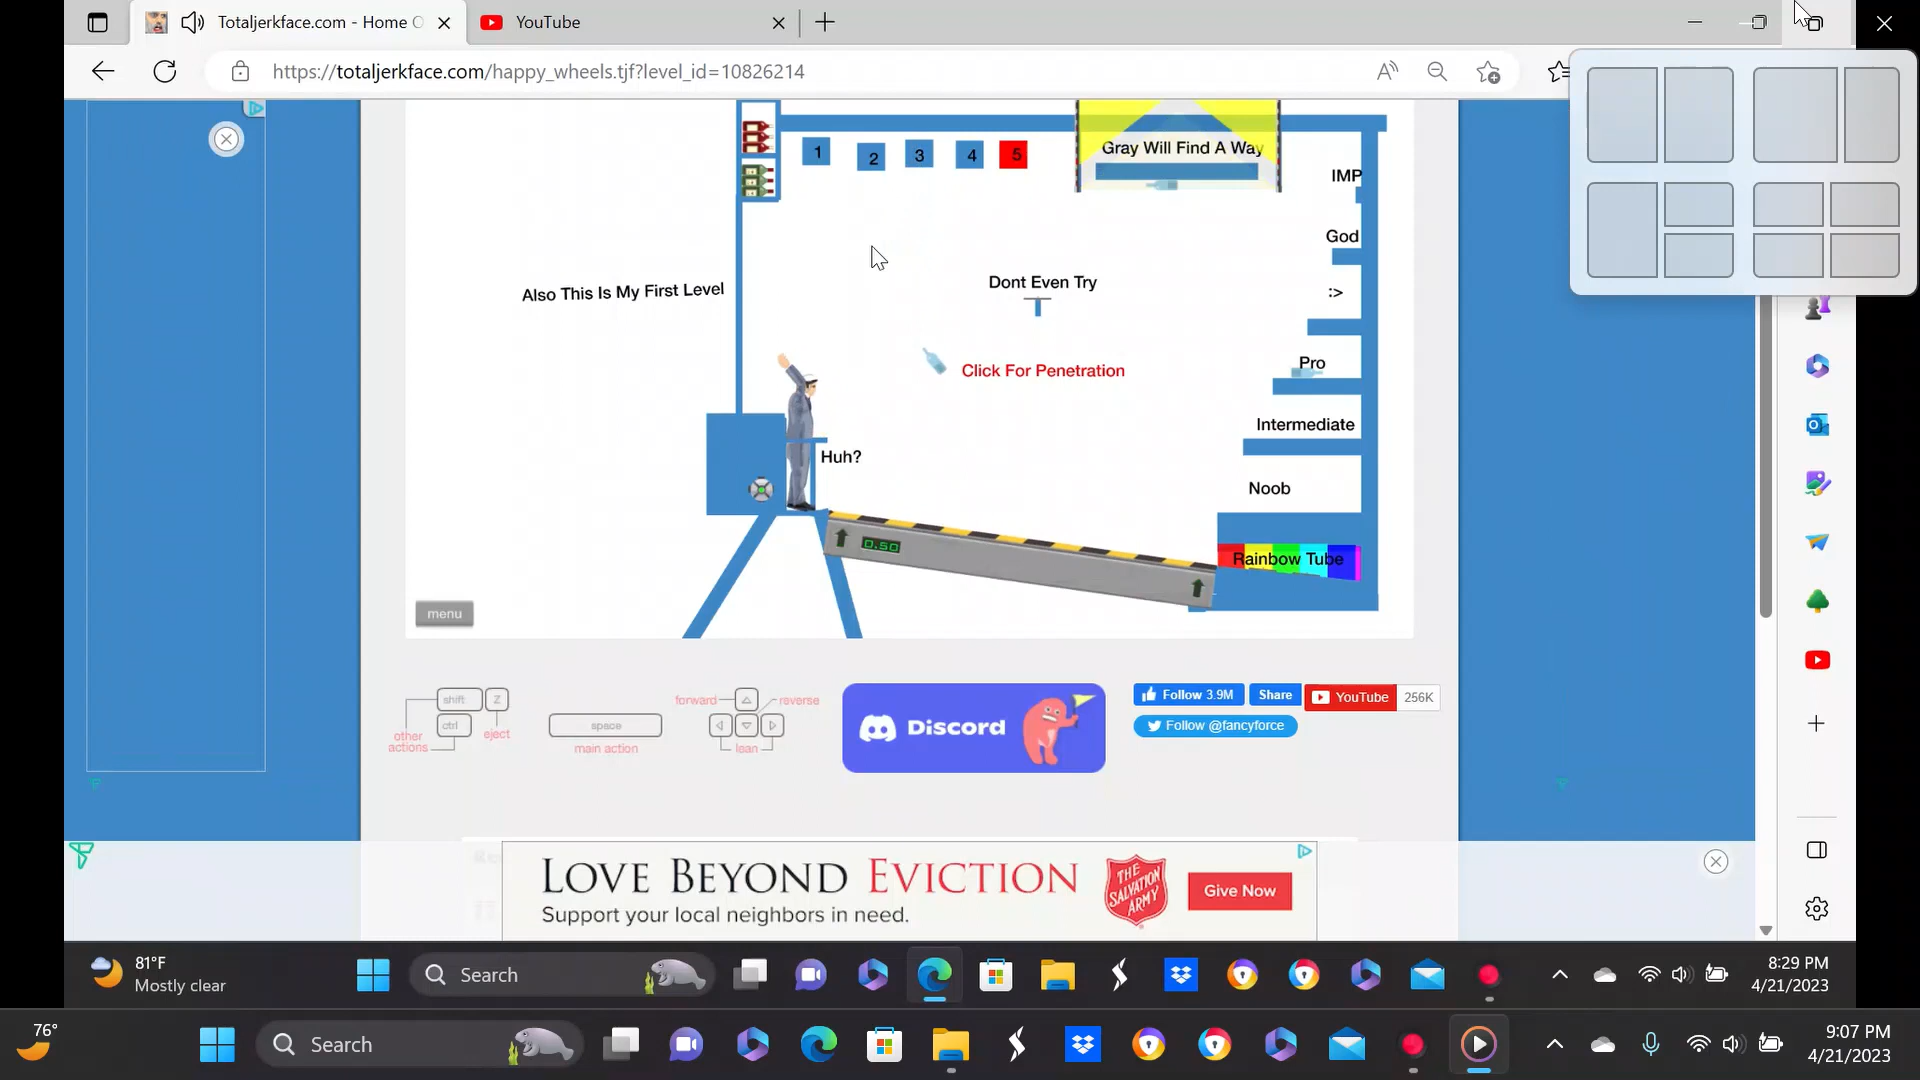 Totaljerkface.com - Home O
YouTube
https://totaljerkface.com/happy_wheels.tjf?level_id=10826214
1
2
3
4
5
Gray Will Find A Way
IMP
God
Also This Is My First Level
Dont Even Try
:>
Click For Penetration
Pro
Intermediate
Huh?
Noob
0.50
Rainbow Tube
menu
shift
Z
ctrl
other
actions
eject
space
main action
forward
reverse
lean
Discord
Follow 3.9M
Share
YouTube
256K
Follow @fancyforce
LOVE BEYOND EVICTION
Support your local neighbors in need.
THE
SALVATION
ARMY
Give Now
81°F
Mostly clear
Search
8:29 PM
4/21/2023
76°
Search
9:07 PM
4/21/2023